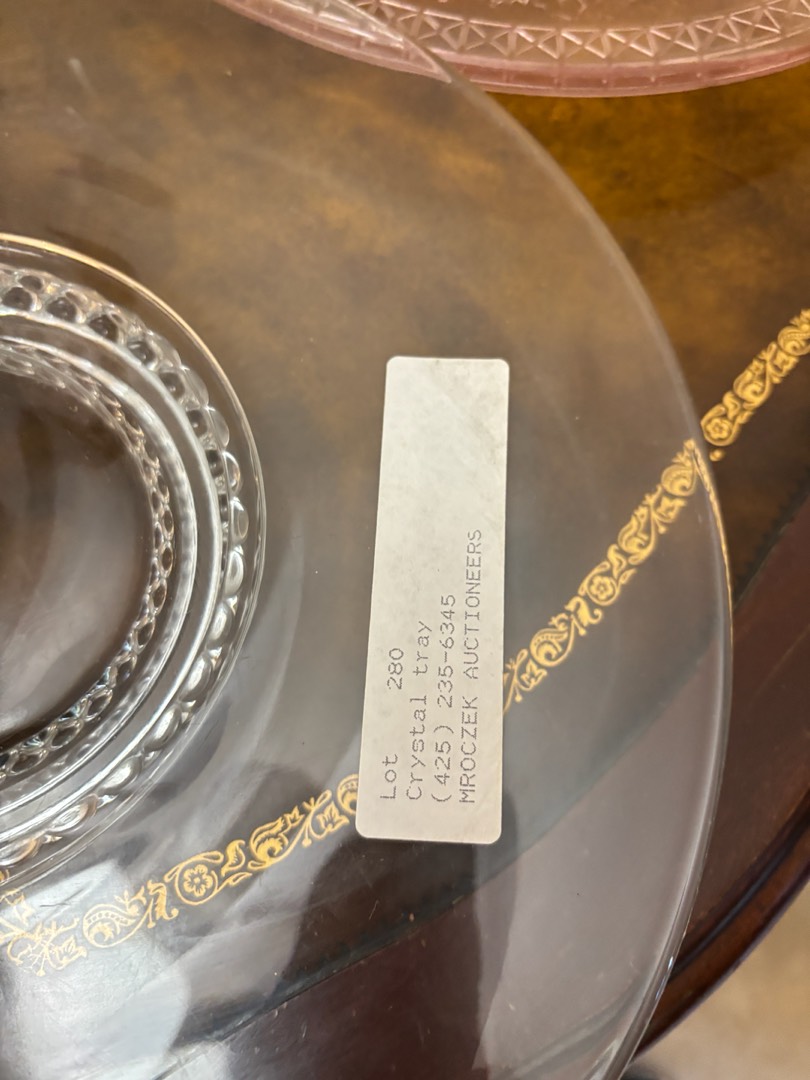 Lot 280
Crystal tray
(425) 235-6345
MROCZEK AUCTIONEERS